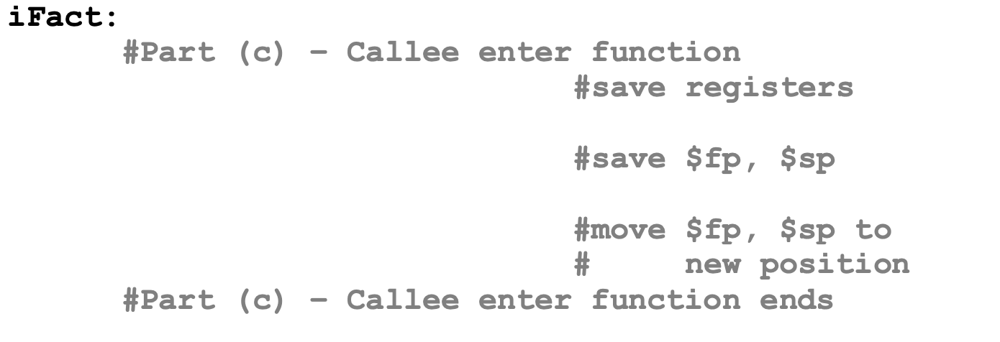 iFact:
#Part (c) – Callee enter function
#save registers
#save $fp, $sp
#move $fp, $sp to
# new position
#Part (c) – Callee enter function ends